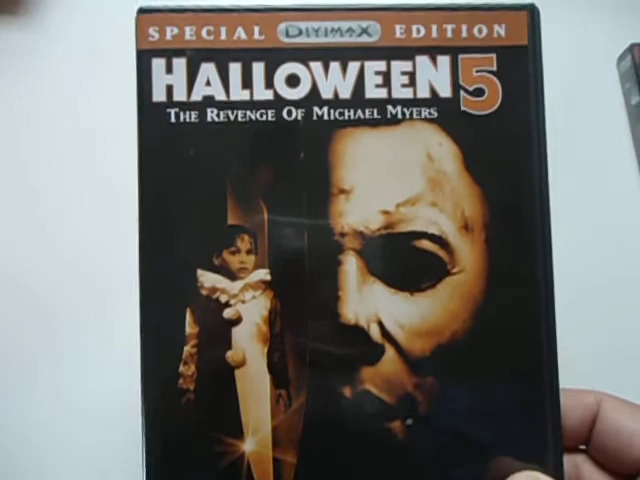 SPECIAL DIVIMAX EDITION
HALLOWEEN 5
THE REVENGE OF MICHAEL MYERS